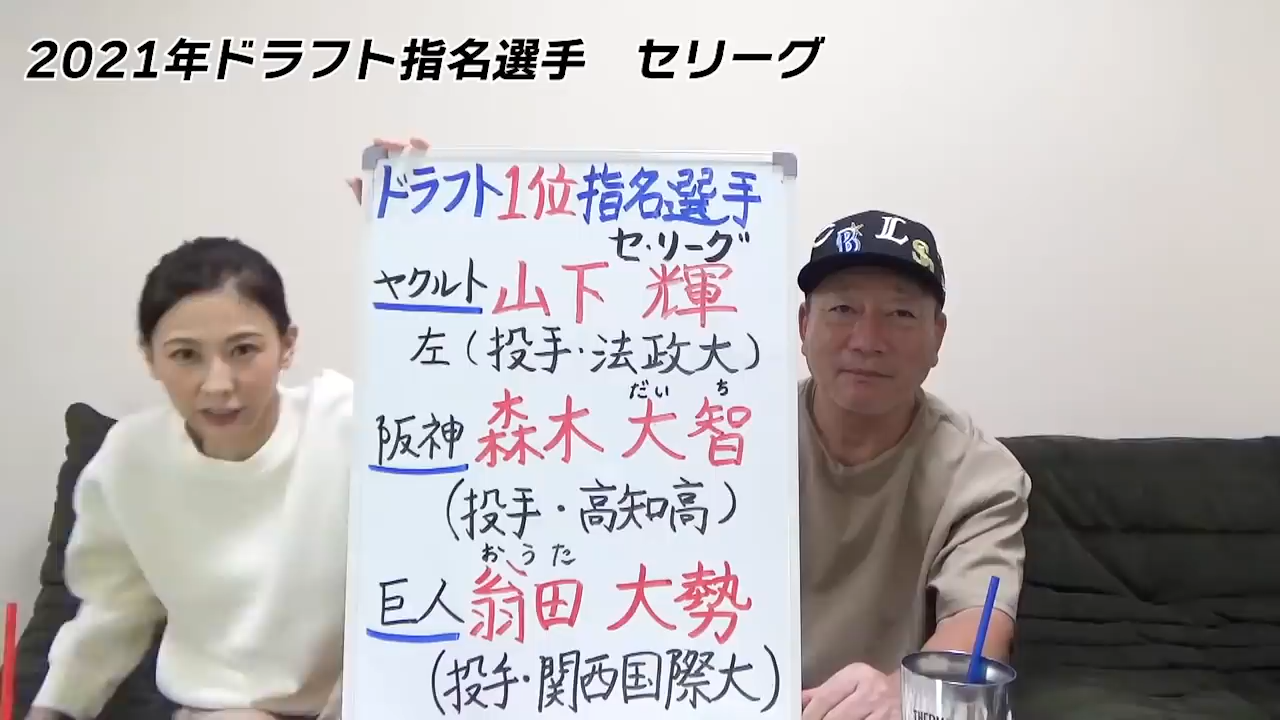 2021年ドラフト指名選手　セリーグ
ドラフト1位指名選手
セ・リーグ
ヤクルト 山下 輝
左(投手・法政大)
だいち
阪神 森木 大智
(投手・高知高)
おうた
巨人 翁田 大勢
(投手・関西国際大)
L
S
THERM